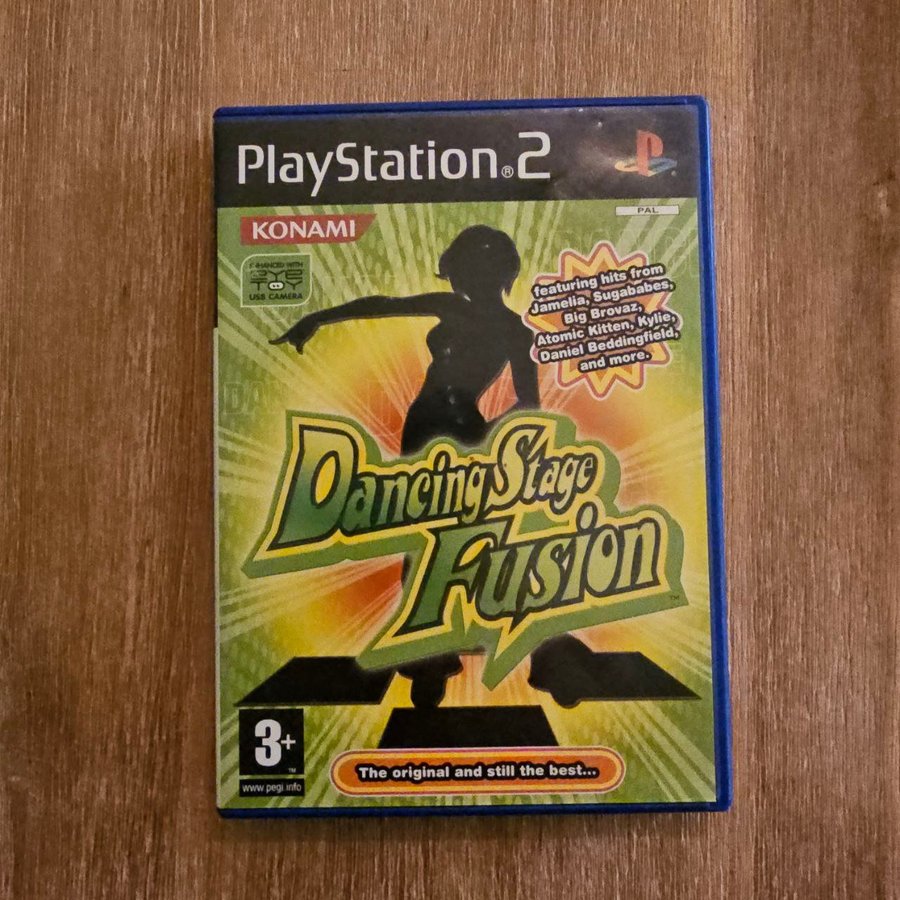 PlayStation®2
PAL
KONAMI
ENHANCED WITH
EYE
TOY
USB CAMERA
featuring hits from
Jamelia, Sugababes,
Big Brovaz,
Atomic Kitten, Kylie,
Daniel Beddingfield,
and more.
Dancing Stage
Fusion™
3+
www.pegi.info
The original and still the best...